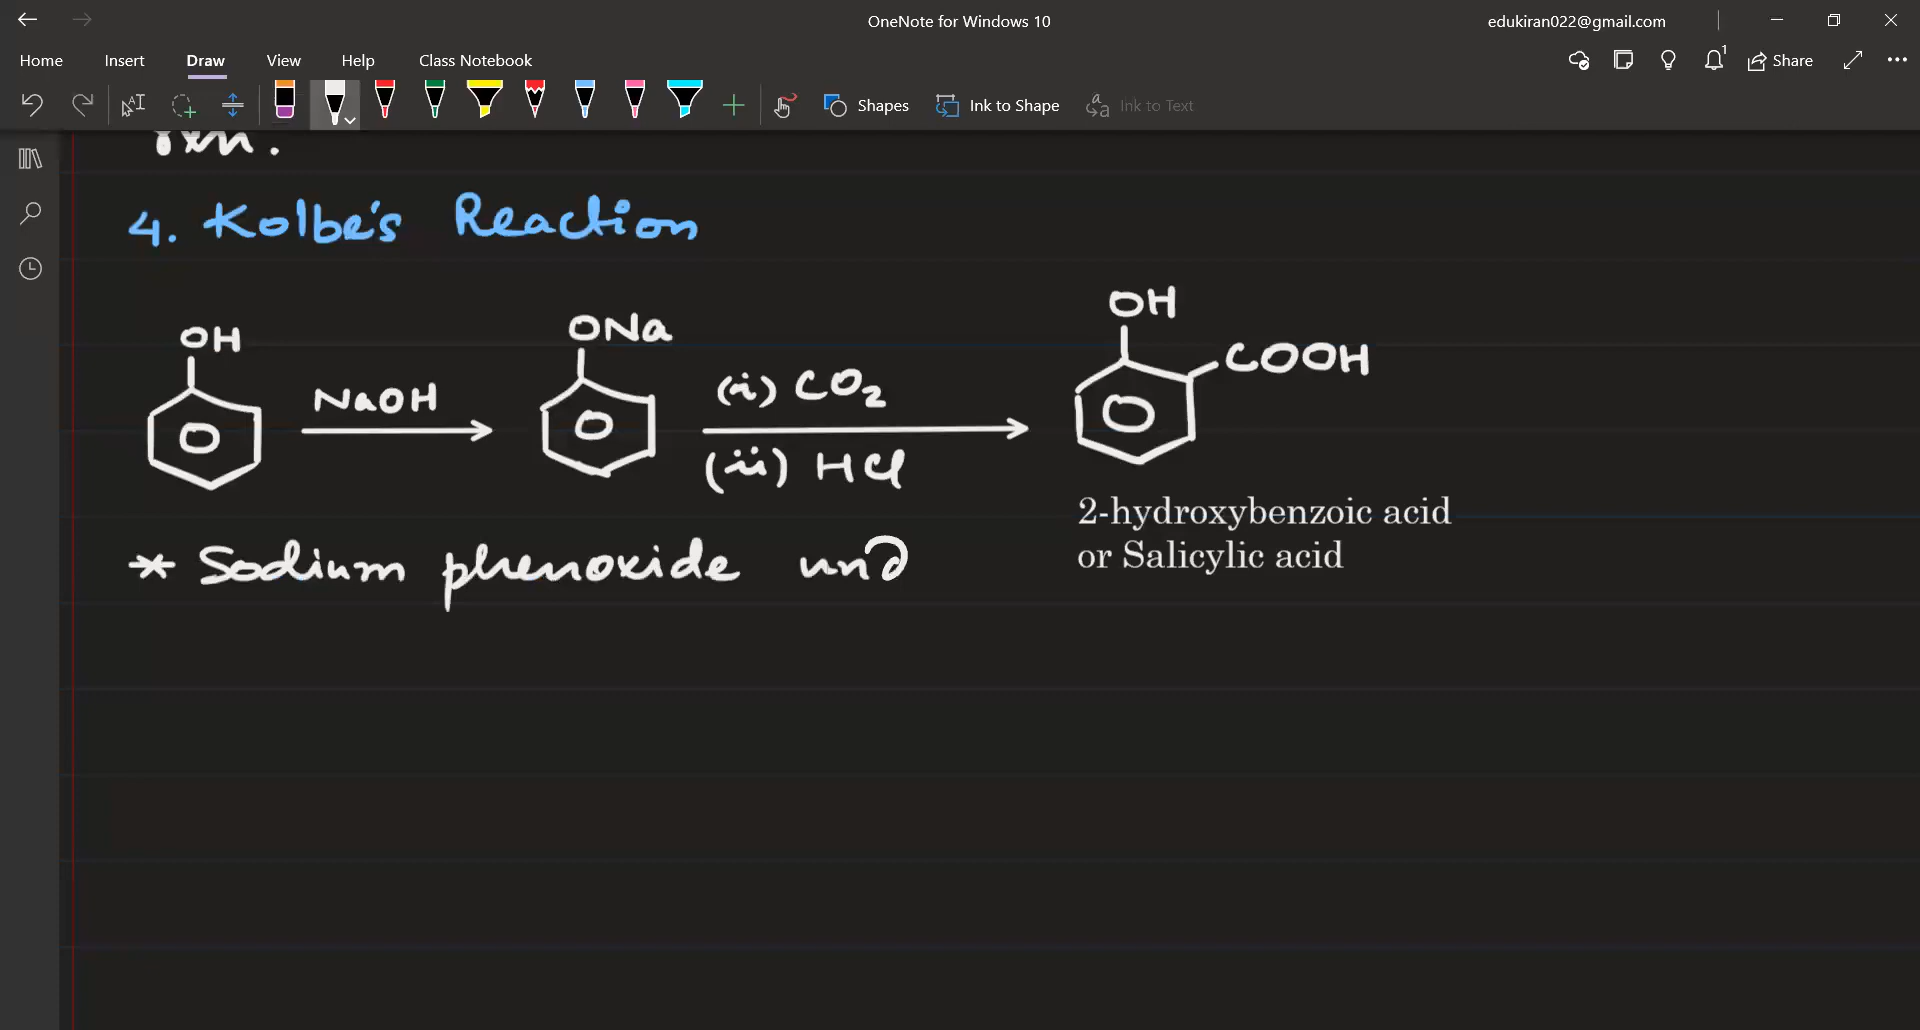 OneNote for Windows 10
edukiran022@gmail.com
Home Insert Draw View Help Class Notebook
1
Share
Shapes Ink to Shape Ink to Text
rxn.
4. Kolbe's Reaction
OH ONa OH
COOH
NaOH (i) CO₂
(ii) HCl
2-hydroxybenzoic acid
or Salicylic acid
* Sodium phenoxide